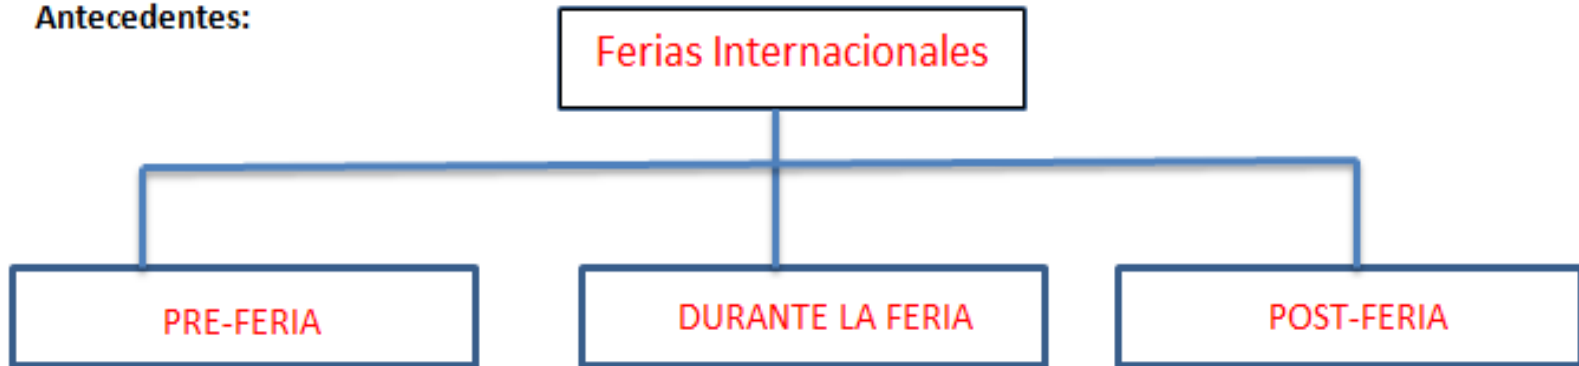 Antecedentes:
Ferias Internacionales
PRE-FERIA
DURANTE LA FERIA
POST-FERIA